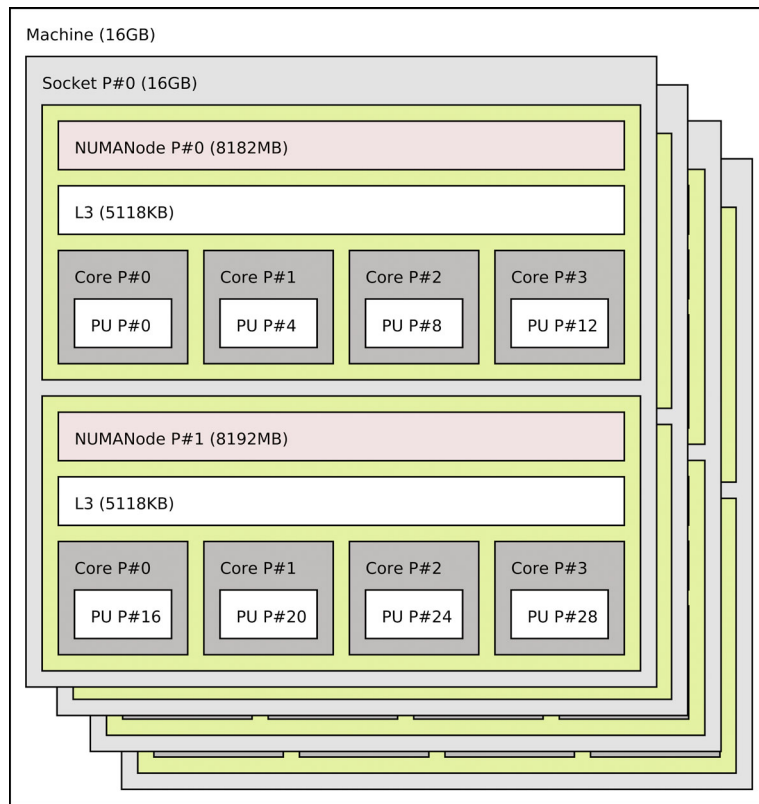 Machine (16GB)
Socket P#0 (16GB)
NUMANode P#0 (8182MB)
L3 (5118KB)
Core P#0 Core P#1 Core P#2 Core P#3
PU P#0 PU P#4 PU P#8 PU P#12
NUMANode P#1 (8192MB)
L3 (5118KB)
Core P#0 Core P#1 Core P#2 Core P#3
PU P#16 PU P#20 PU P#24 PU P#28